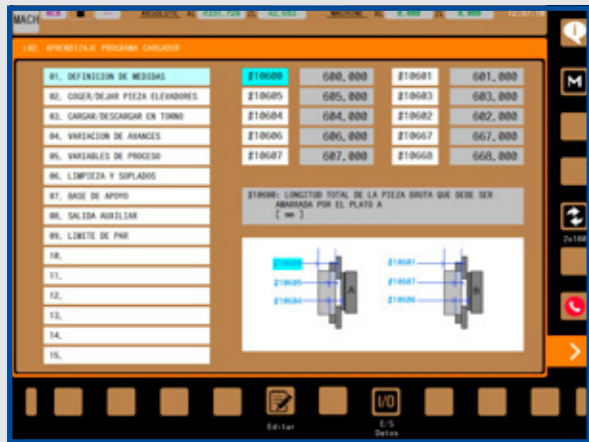 MACH
L02. APRENDIZAJE PROGRAMA CARGADOR
01. DEFINICION DE MEDIDAS
02. COGER/DEJAR PIEZA ELEVADORES
03. CARGAR/DESCARGAR EN TORNO
04. VARIACION DE AVANCES
05. VARIABLES DE PROCESO
06. LIMPIEZA Y SOPLADOS
07. BASE DE APOYO
08. SALIDA AUXILIAR
09. LIMITE DE PAR
10.
11.
12.
13.
14.
15.
#10600 600.000 #10601 601.000
#10605 605.000 #10603 603.000
#10604 604.000 #10602 602.000
#10606 606.000 #10667 667.000
#10607 607.000 #10668 668.000
#10600: LONGITUD TOTAL DE LA PIEZA BRUTA QUE DEBE SER
AMARRADA POR EL PLATO A
[ mm ]
#10600 #10601
#10605 #10607
#10604 #10606
A B
M
2x100
I/O
Editar E/S
Datos